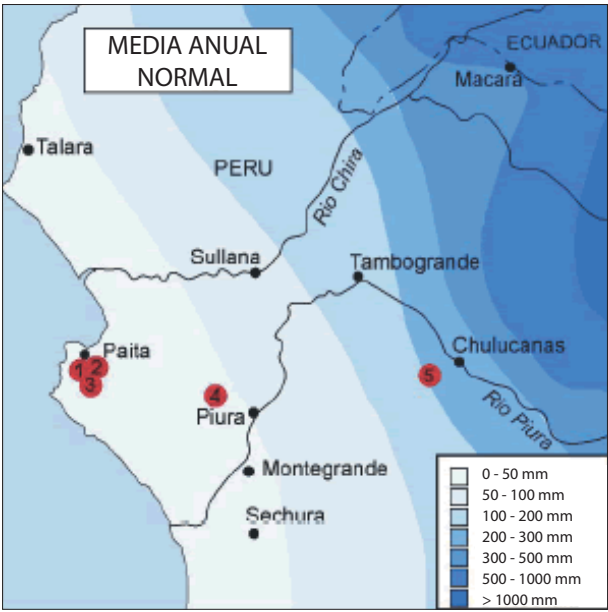 MEDIA ANUAL
NORMAL
ECUADOR
Macará
Talara
PERU
Rio Chira
Sullana
Tambogrande
Paita
1 2
3
4
5
Chulucanas
Piura
Rio Piura
Montegrande
Sechura
0 - 50 mm
50 - 100 mm
100 - 200 mm
200 - 300 mm
300 - 500 mm
500 - 1000 mm
> 1000 mm